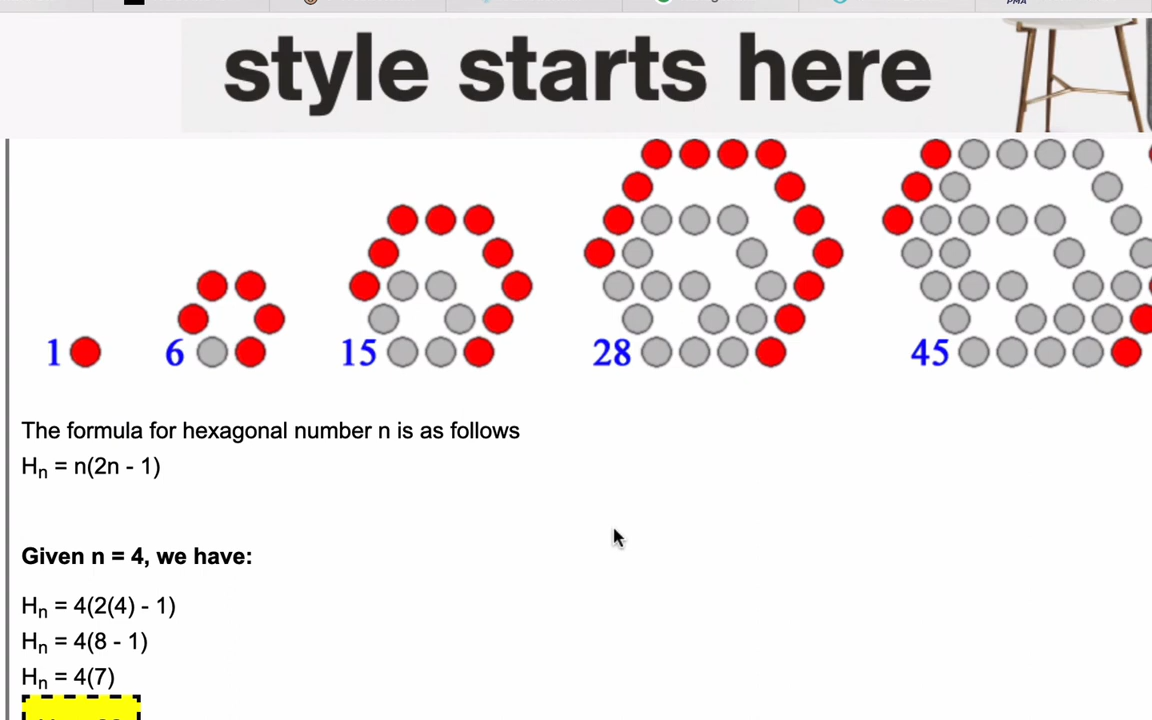 style starts here
1 6 15 28 45
The formula for hexagonal number n is as follows
Hn = n(2n - 1)
Given n = 4, we have:
Hn = 4(2(4) - 1)
Hn = 4(8 - 1)
Hn = 4(7)